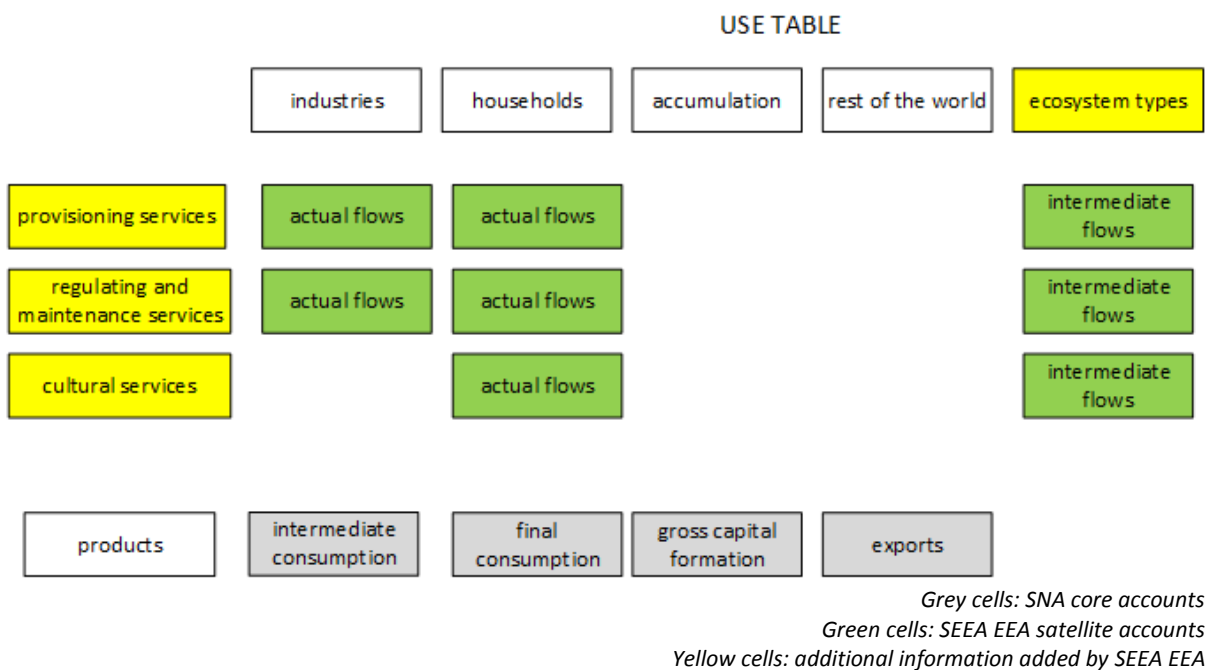 USE TABLE
industries
households
accumulation
rest of the world
ecosystem types
provisioning services
actual flows
actual flows
intermediate
flows
regulating and
maintenance services
actual flows
actual flows
intermediate
flows
cultural services
actual flows
intermediate
flows
products
intermediate
consumption
final
consumption
gross capital
formation
exports
Grey cells: SNA core accounts
Green cells: SEEA EEA satellite accounts
Yellow cells: additional information added by SEEA EEA